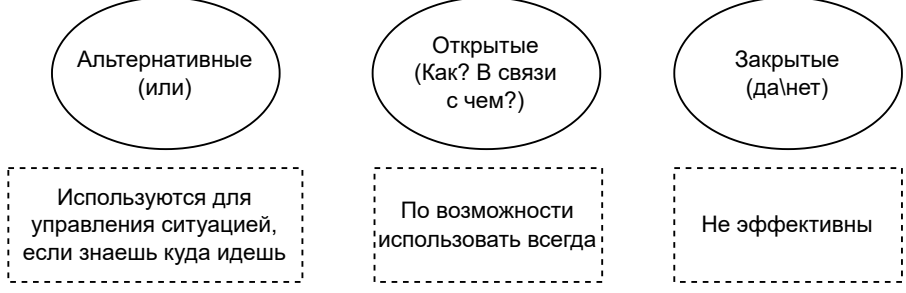 Альтернативные
(или)
Открытые
(Как? В связи
с чем?)
Закрытые
(да\нет)
Используются для
управления ситуацией,
если знаешь куда идешь
По возможности
использовать всегда
Не эффективны